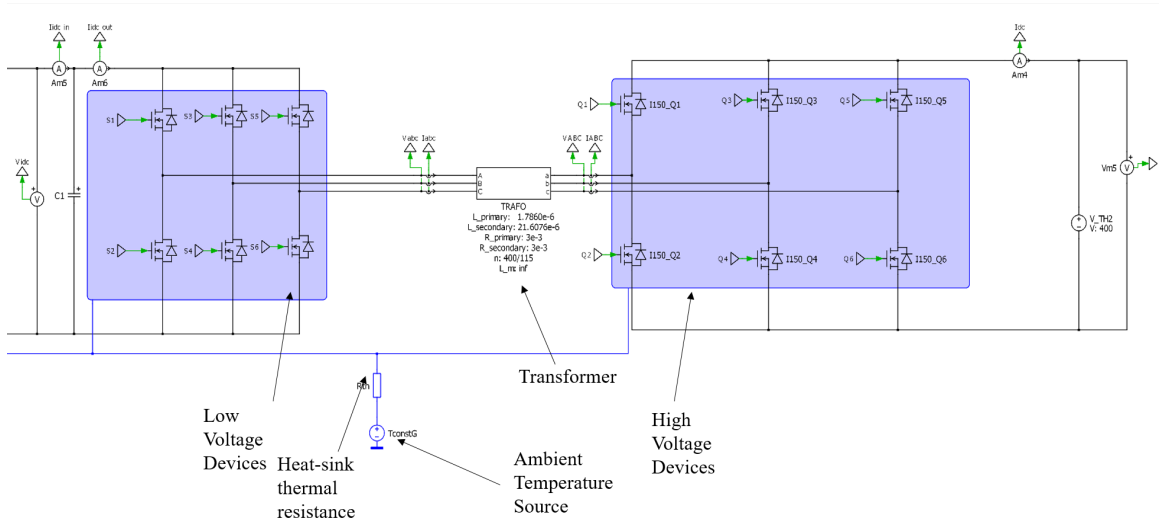 Iidc in
Iidc out
Idc
A
A
A
Am5
Am6
Am4
S1
S3
S5
Q1
I150_Q1
Q3
I150_Q3
Q5
I150_Q5
Vabc Iabc
VABC IABC
Vidc
V
C1
A
B
C
a
b
c
Vm5
V
TRAFO
L_primary: 1.7860e-6
L_secondary: 21.6076e-6
R_primary: 3e-3
R_secondary: 3e-3
n: 400/115
L_m: inf
V_TH2
V: 400
S2
S4
S6
Q2
I150_Q2
Q4
I150_Q4
Q6
I150_Q6
Transformer
Rth
TconstG
Low
Voltage
Devices
Heat-sink
thermal
resistance
Ambient
Temperature
Source
High
Voltage
Devices